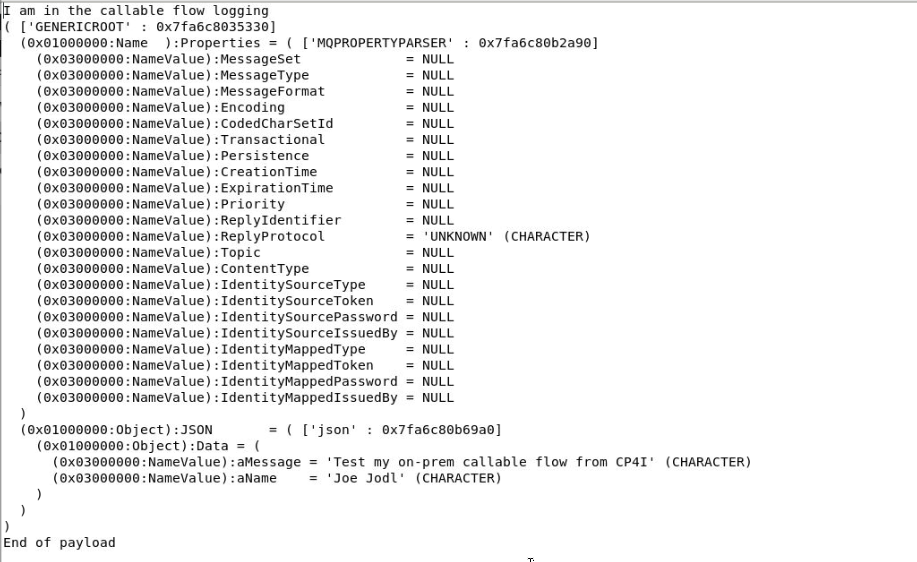 I am in the callable flow logging
( ['GENERICROOT' : 0x7fa6c8035330]
  (0x01000000:Name  ):Properties = ( ['MQPROPERTYPARSER' : 0x7fa6c80b2a90]
    (0x03000000:NameValue):MessageSet             = NULL
    (0x03000000:NameValue):MessageType            = NULL
    (0x03000000:NameValue):MessageFormat          = NULL
    (0x03000000:NameValue):Encoding               = NULL
    (0x03000000:NameValue):CodedCharSetId         = NULL
    (0x03000000:NameValue):Transactional          = NULL
    (0x03000000:NameValue):Persistence            = NULL
    (0x03000000:NameValue):CreationTime           = NULL
    (0x03000000:NameValue):ExpirationTime         = NULL
    (0x03000000:NameValue):Priority               = NULL
    (0x03000000:NameValue):ReplyIdentifier        = NULL
    (0x03000000:NameValue):ReplyProtocol          = 'UNKNOWN' (CHARACTER)
    (0x03000000:NameValue):Topic                  = NULL
    (0x03000000:NameValue):ContentType            = NULL
    (0x03000000:NameValue):IdentitySourceType     = NULL
    (0x03000000:NameValue):IdentitySourceToken    = NULL
    (0x03000000:NameValue):IdentitySourcePassword = NULL
    (0x03000000:NameValue):IdentitySourceIssuedBy = NULL
    (0x03000000:NameValue):IdentityMappedType     = NULL
    (0x03000000:NameValue):IdentityMappedToken    = NULL
    (0x03000000:NameValue):IdentityMappedPassword = NULL
    (0x03000000:NameValue):IdentityMappedIssuedBy = NULL
  )
  (0x01000000:Object):JSON       = ( ['json' : 0x7fa6c80b69a0]
    (0x01000000:Object):Data = (
      (0x03000000:NameValue):aMessage = 'Test my on-prem callable flow from CP4I' (CHARACTER)
      (0x03000000:NameValue):aName    = 'Joe Jodl' (CHARACTER)
    )
  )
)
End of payload